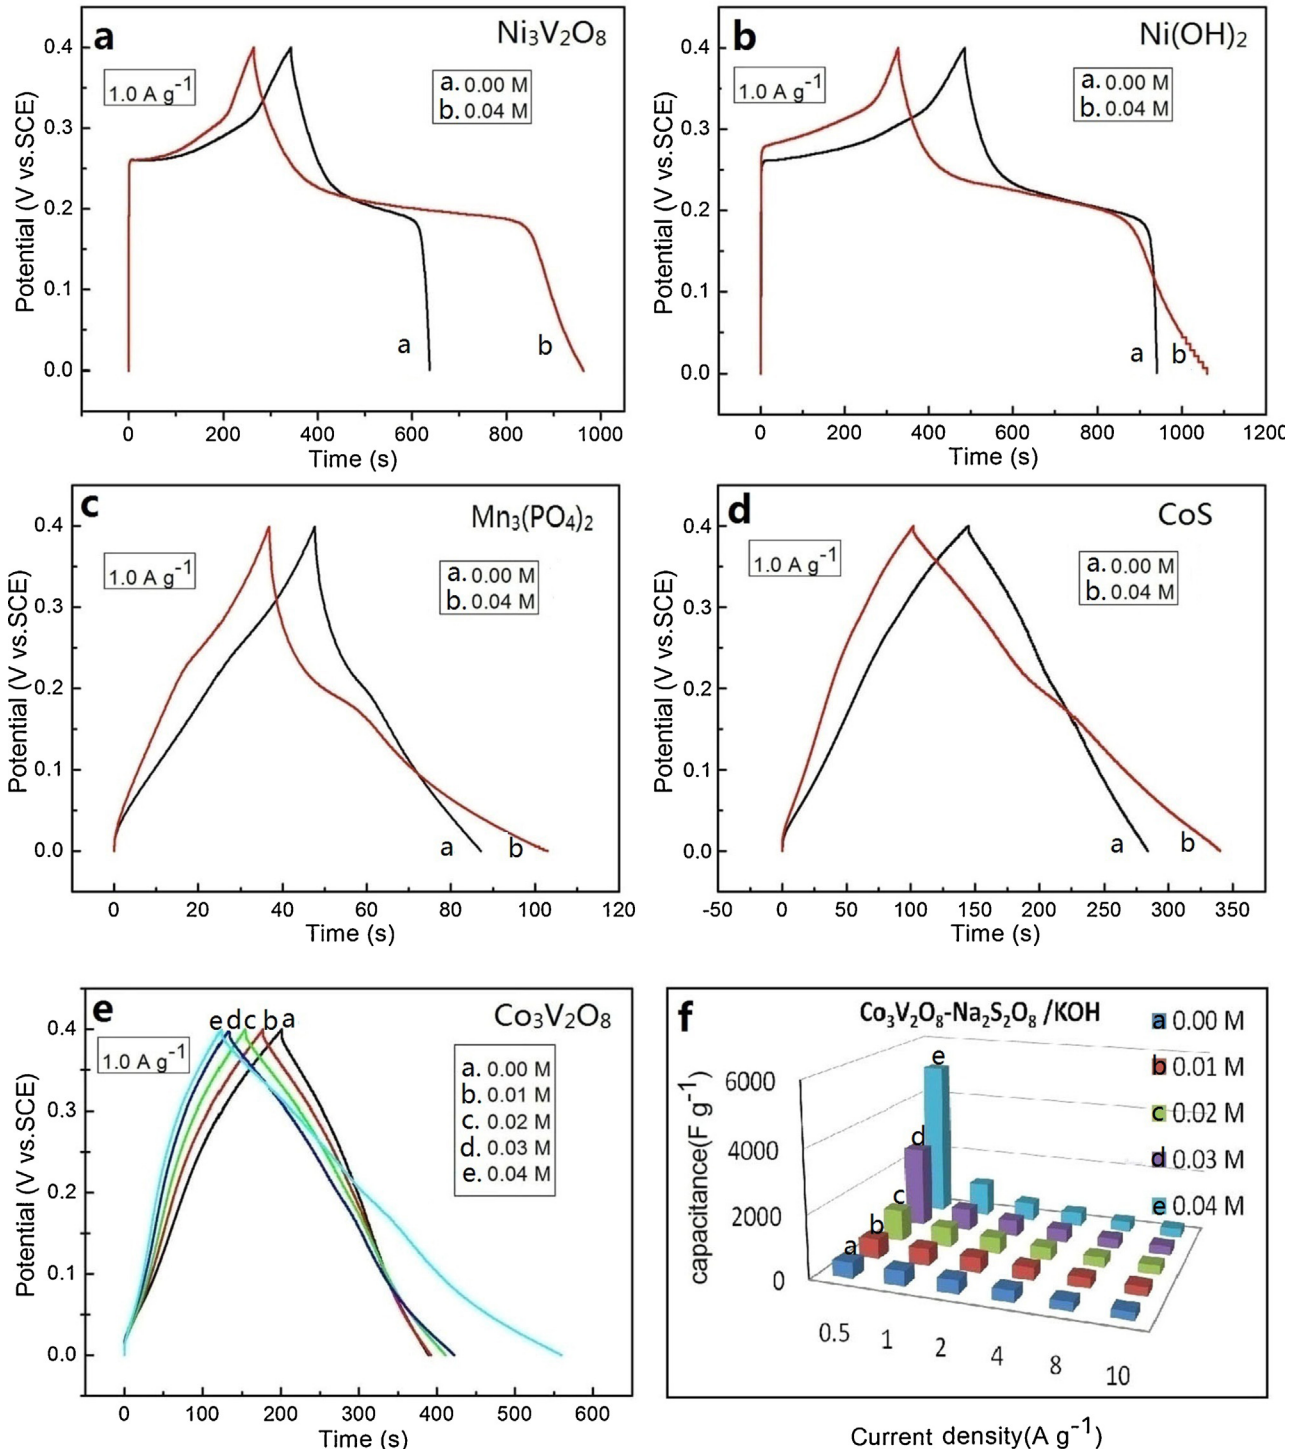 a
Ni3V2O8
1.0 A g-1
a. 0.00 M
b. 0.04 M
0.4
0.3
0.2
0.1
0.0
Potential (V vs.SCE)
a
b
0 200 400 600 800 1000
Time (s)
b
Ni(OH)2
1.0 A g-1
a. 0.00 M
b. 0.04 M
0.4
0.3
0.2
0.1
0.0
Potential (V vs.SCE)
a
b
0 200 400 600 800 1000 1200
Time (s)
c
Mn3(PO4)2
1.0 A g-1
a. 0.00 M
b. 0.04 M
0.4
0.3
0.2
0.1
0.0
Potential (V vs.SCE)
a
b
0 20 40 60 80 100 120
Time (s)
d
CoS
1.0 A g-1
a. 0.00 M
b. 0.04 M
0.4
0.3
0.2
0.1
0.0
Potential (V vs.SCE)
a
b
-50 0 50 100 150 200 250 300 350
Time (s)
e
Co3V2O8
e d c b a
1.0 A g-1
a. 0.00 M
b. 0.01 M
c. 0.02 M
d. 0.03 M
e. 0.04 M
0.4
0.3
0.2
0.1
0.0
Potential (V vs.SCE)
0 100 200 300 400 500 600
Time (s)
f
Co3V2O8-Na2S2O8 /KOH
a 0.00 M
b 0.01 M
c 0.02 M
d 0.03 M
e 0.04 M
6000
4000
2000
0
capacitance(F g-1)
e
d
c
b
a
0.5 1 2 4 8 10
Current density(A g-1)